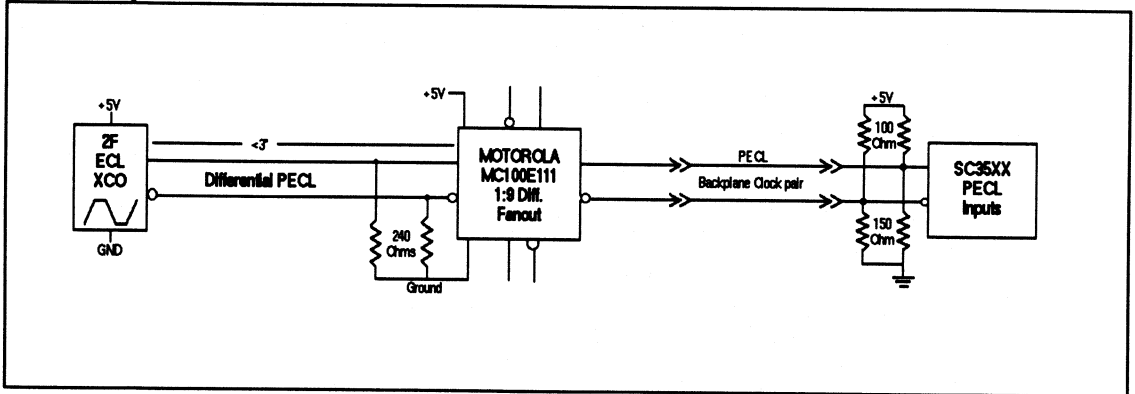 +5V
2F
ECL
XCO
GND
<3"
Differential PECL
240
Ohms
Ground
+5V
MOTOROLA
MC100E111
1:9 Diff.
Fanout
PECL
Backplane Clock pair
+5V
100
Ohm
150
Ohm
SC35XX
PECL
Inputs